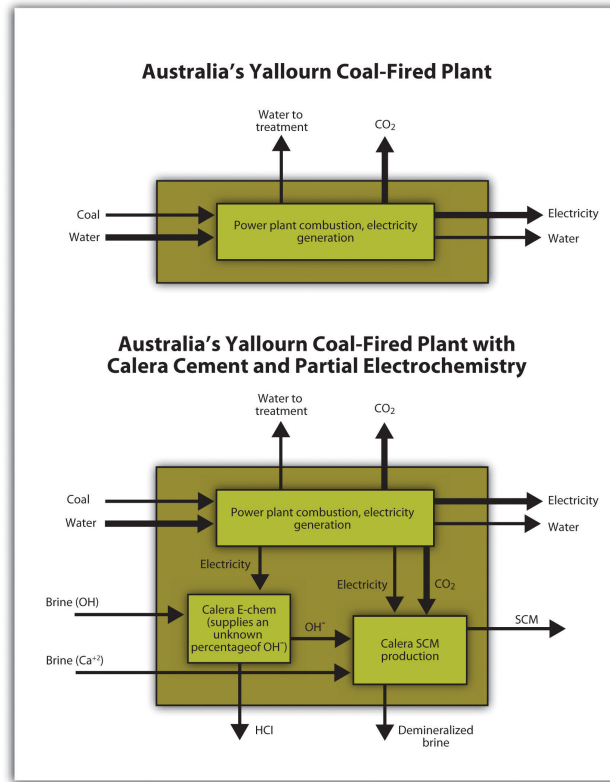 Australia's Yallourn Coal-Fired Plant
Water to
treatment
CO₂
Coal
Water
Power plant combustion, electricity
generation
Electricity
Water
Australia's Yallourn Coal-Fired Plant with
Calera Cement and Partial Electrochemistry
Water to
treatment
CO₂
Coal
Water
Power plant combustion, electricity
generation
Electricity
Water
Electricity
Electricity
CO₂
Brine (OH)
Calera E-chem
(supplies an
unknown
percentageof OH⁻)
OH⁻
Calera SCM
production
SCM
Brine (Ca⁺²)
HCl
Demineralized
brine